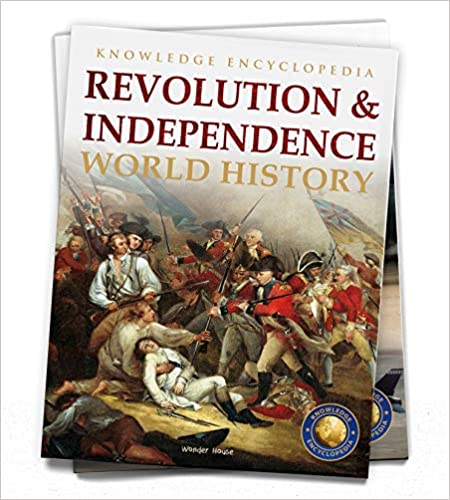 KNOWLEDGE ENCYCLOPEDIA
REVOLUTION &
INDEPENDENCE
WORLD HISTORY
KNOWLEDGE
ENCYCLOPEDIA
Wonder House